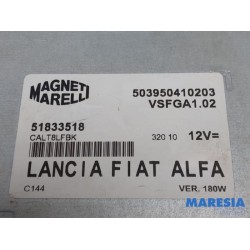 MAGNETI
MARELLI
503950410203
VSFGA1.02
51833518
CALT8LFBK
320 10
12V=
LANCIA FIAT ALFA
C144
VER. 180W
MARESIA